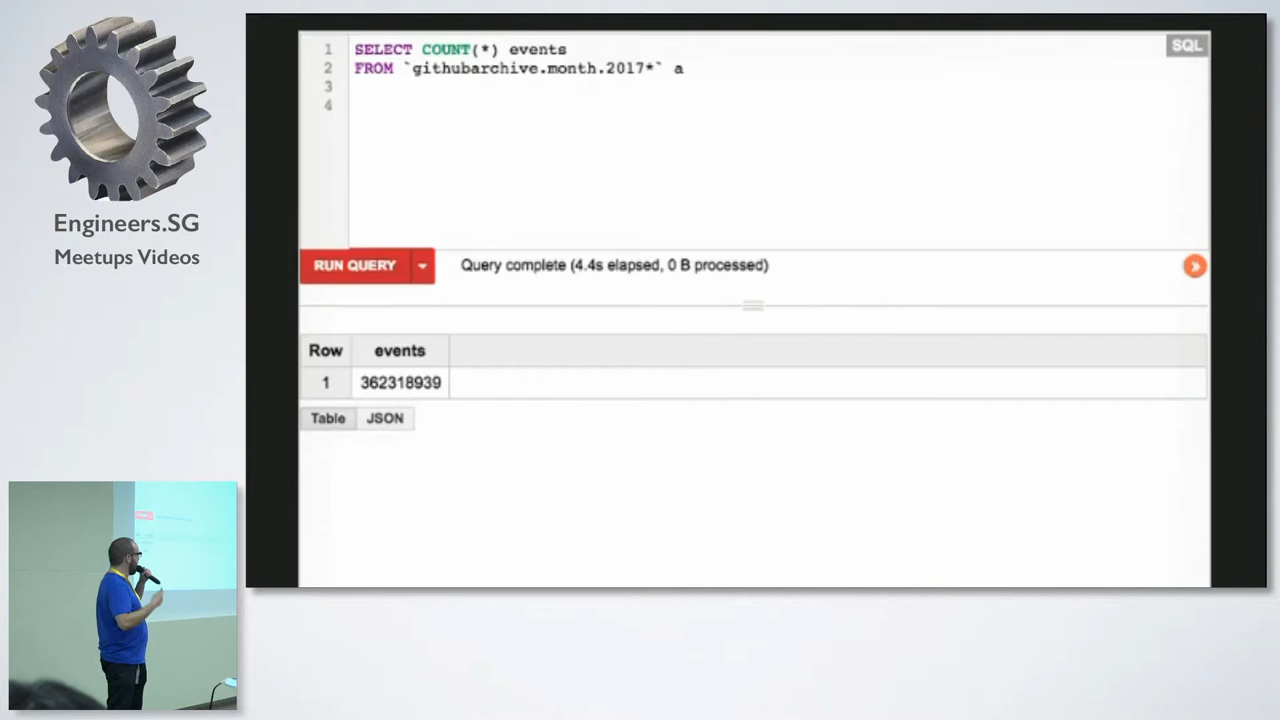 Engineers.SG
Meetups Videos
1 SELECT COUNT(*) events
2 FROM `githubarchive.month.2017*` a
3
4
SQL
RUN QUERY
Query complete (4.4s elapsed, 0 B processed)
Row events
1 362318939
Table JSON